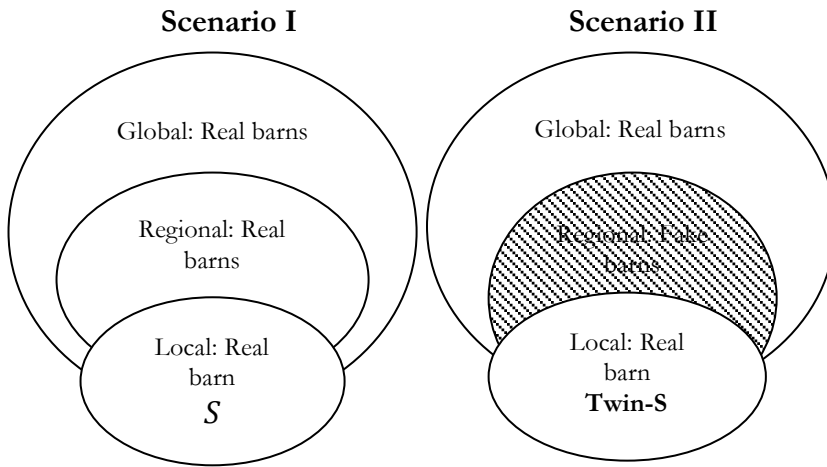 Scenario I
Global: Real barns
Regional: Real
barns
Local: Real
barn
S
Scenario II
Global: Real barns
Regional: Fake
barns
Local: Real
barn
Twin-S